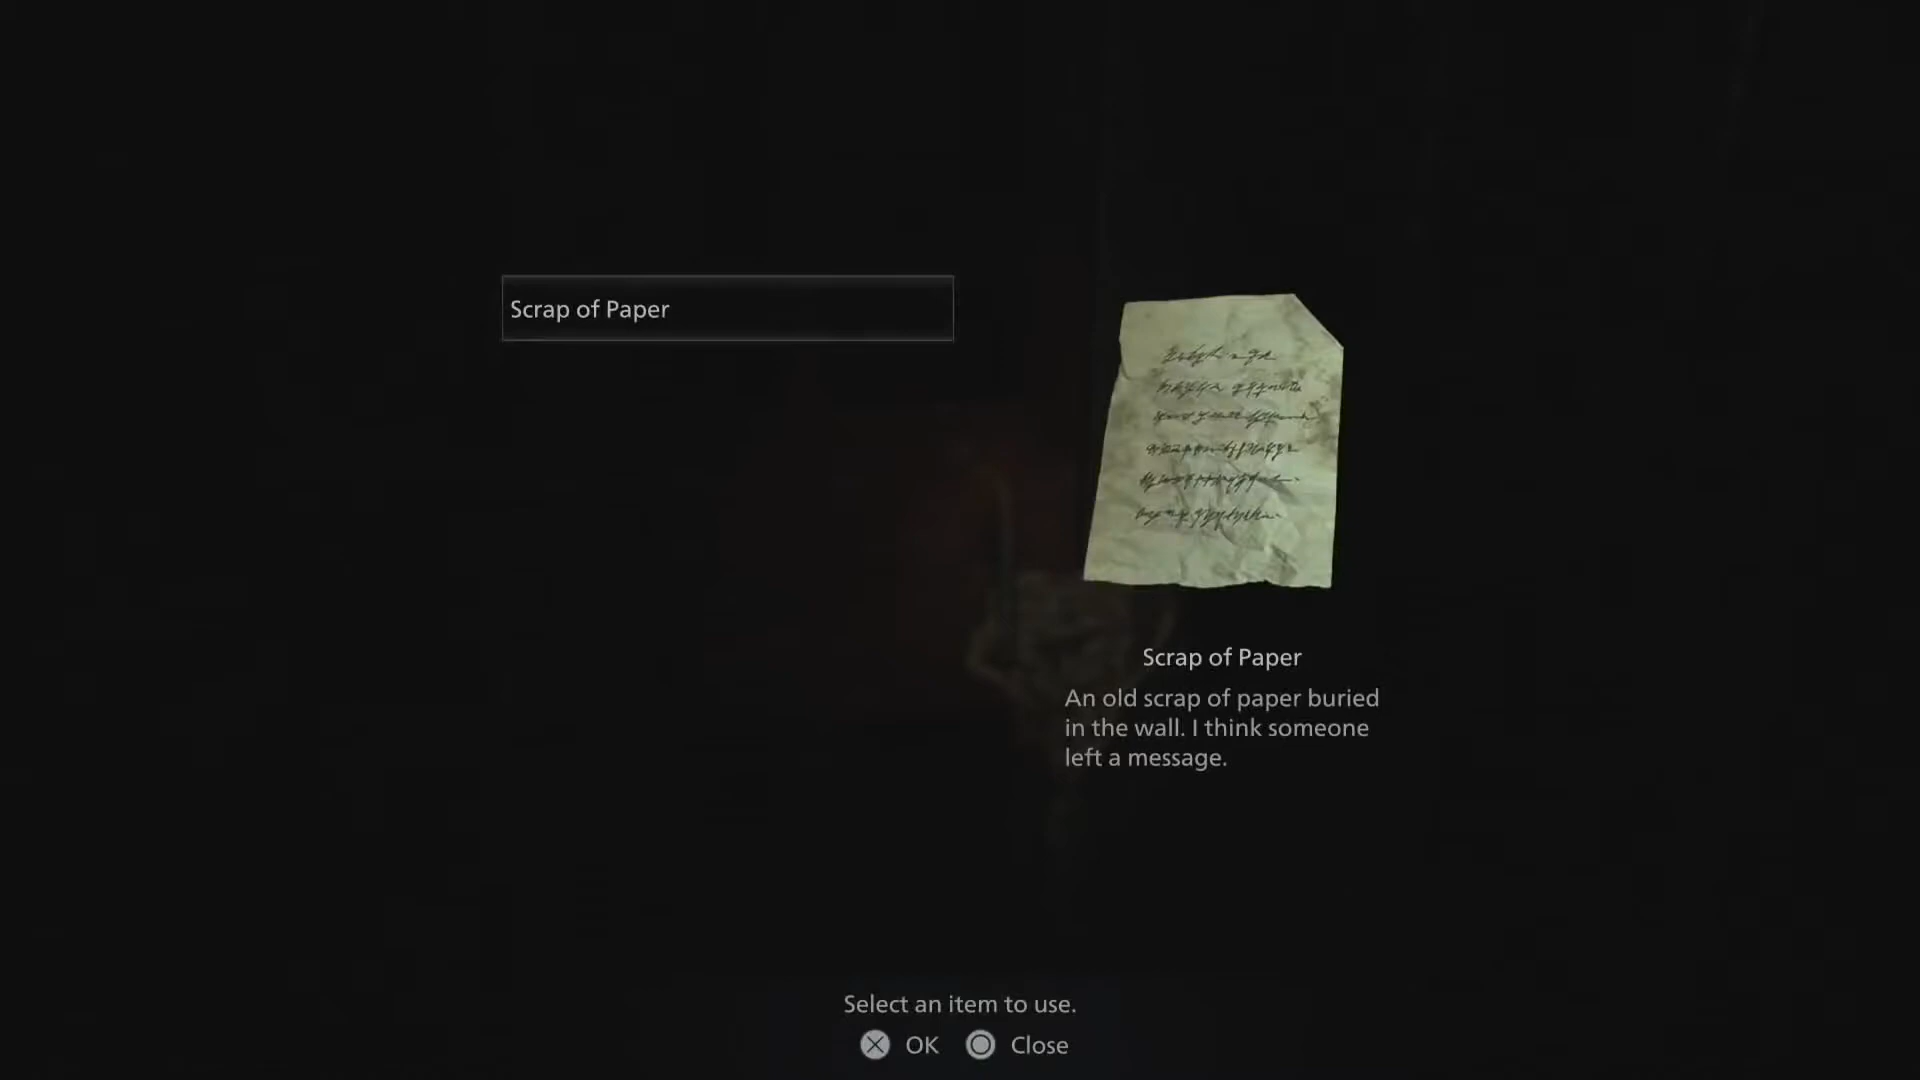 Scrap of Paper
Scrap of Paper
An old scrap of paper buried
in the wall. I think someone
left a message.
Select an item to use.
OK Close